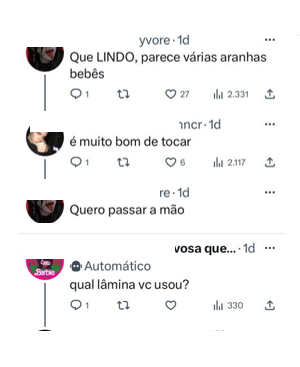 yvore · 1d
Que LINDO, parece várias aranhas
bebês
1 27 2.331
nncr · 1d
é muito bom de tocar
1 6 2.117
re · 1d
Quero passar a mão
vosa que... · 1d
Barbie
Automático
qual lâmina vc usou?
1 330